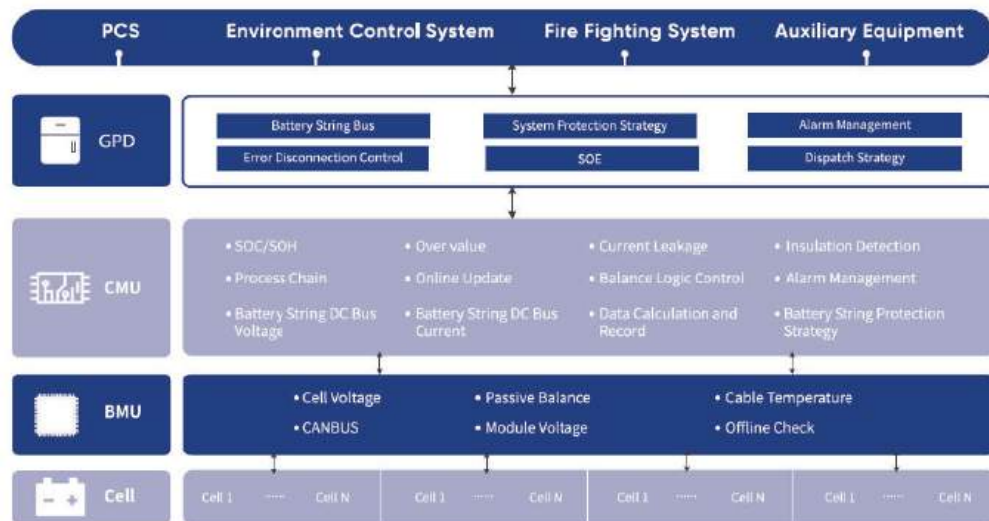 PCS Environment Control System Fire Fighting System Auxiliary Equipment
GPD
Battery String Bus System Protection Strategy Alarm Management
Error Disconnection Control SOE Dispatch Strategy
CMU
• SOC/SOH • Over value • Current Leakage • Insulation Detection
• Process Chain • Online Update • Balance Logic Control • Alarm Management
• Battery String DC Bus Voltage • Battery String DC Bus Current • Data Calculation and Record • Battery String Protection Strategy
BMU
• Cell Voltage • Passive Balance • Cable Temperature
• CANBUS • Module Voltage • Offline Check
Cell
Cell 1 ...... Cell N Cell 1 ...... Cell N Cell 1 ...... Cell N Cell 1 ...... Cell N